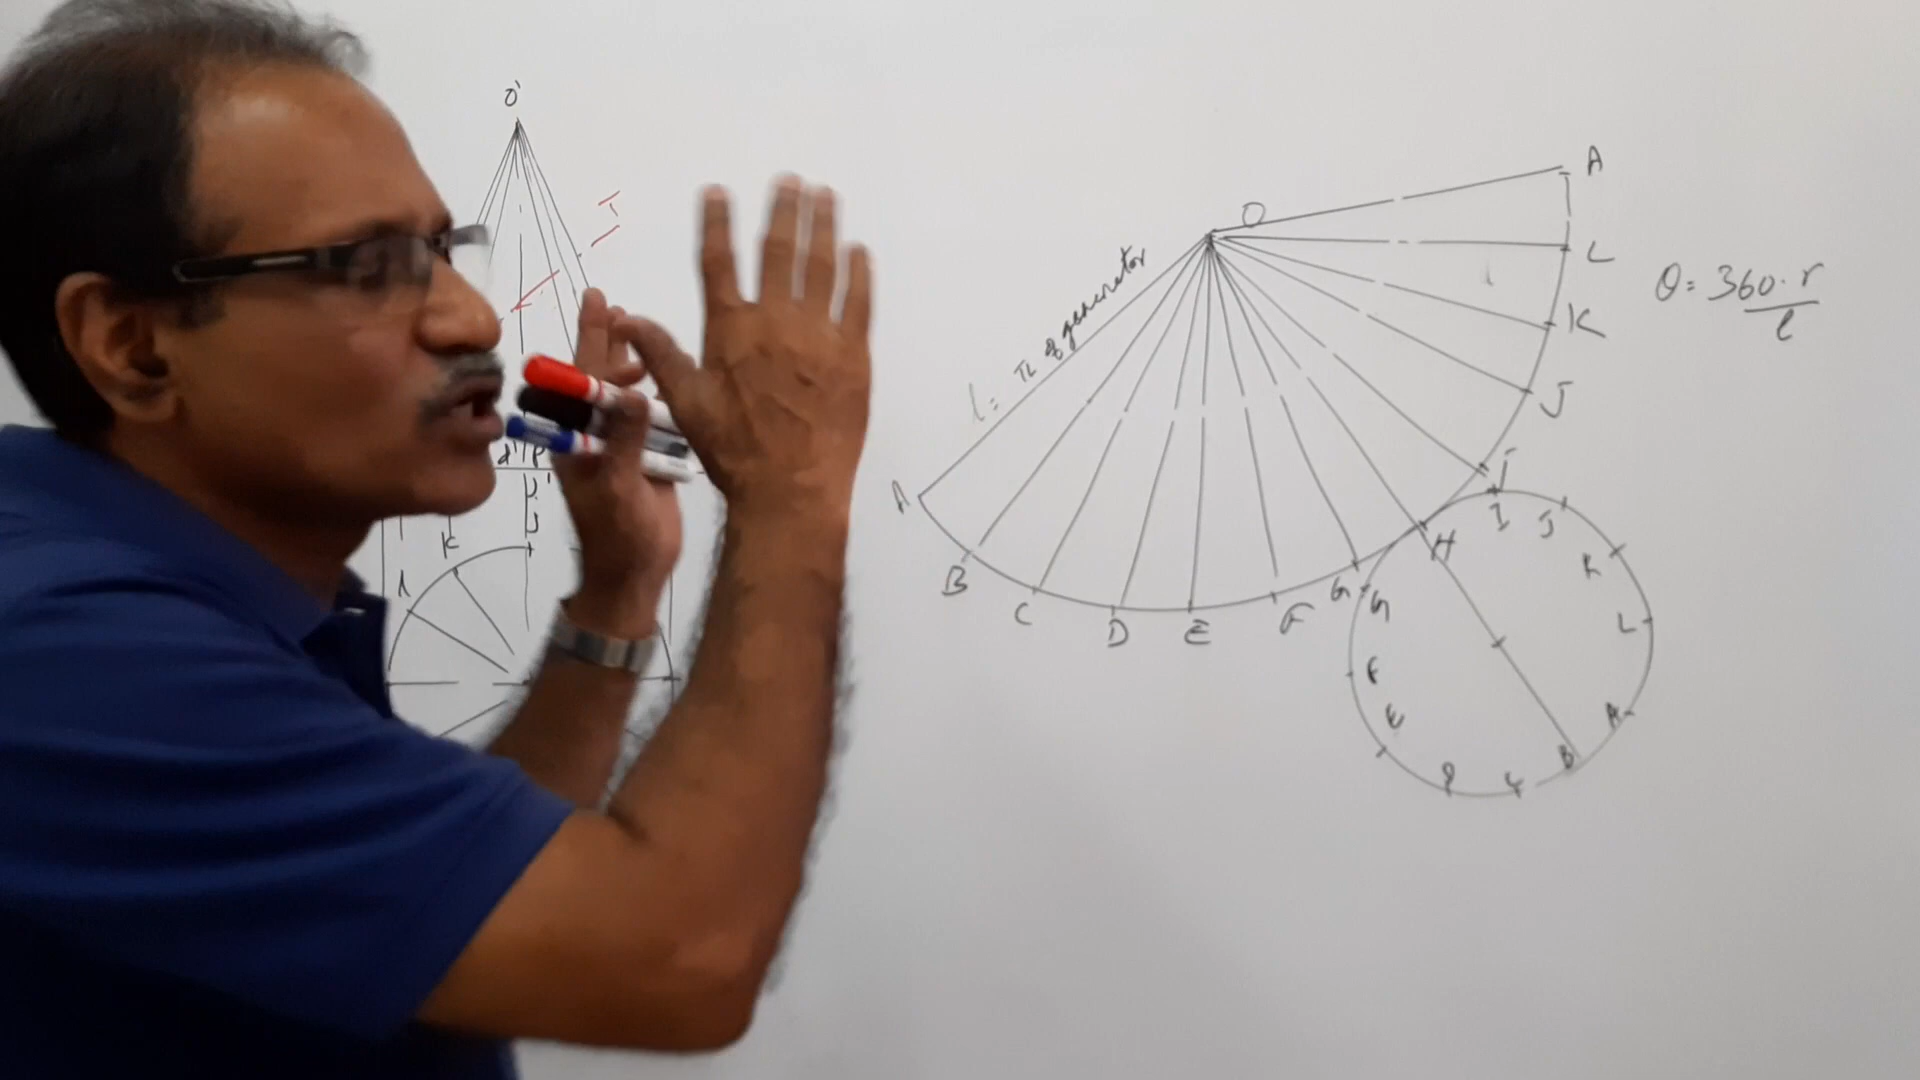 O'
T
O
A
L
K
J
I
θ = 360· r
l
l = TL of generator
A
B
C
D
E
F
G
H
I
J
K
L
A
B
C
D
E
F
G
d' p'
j'
j
K